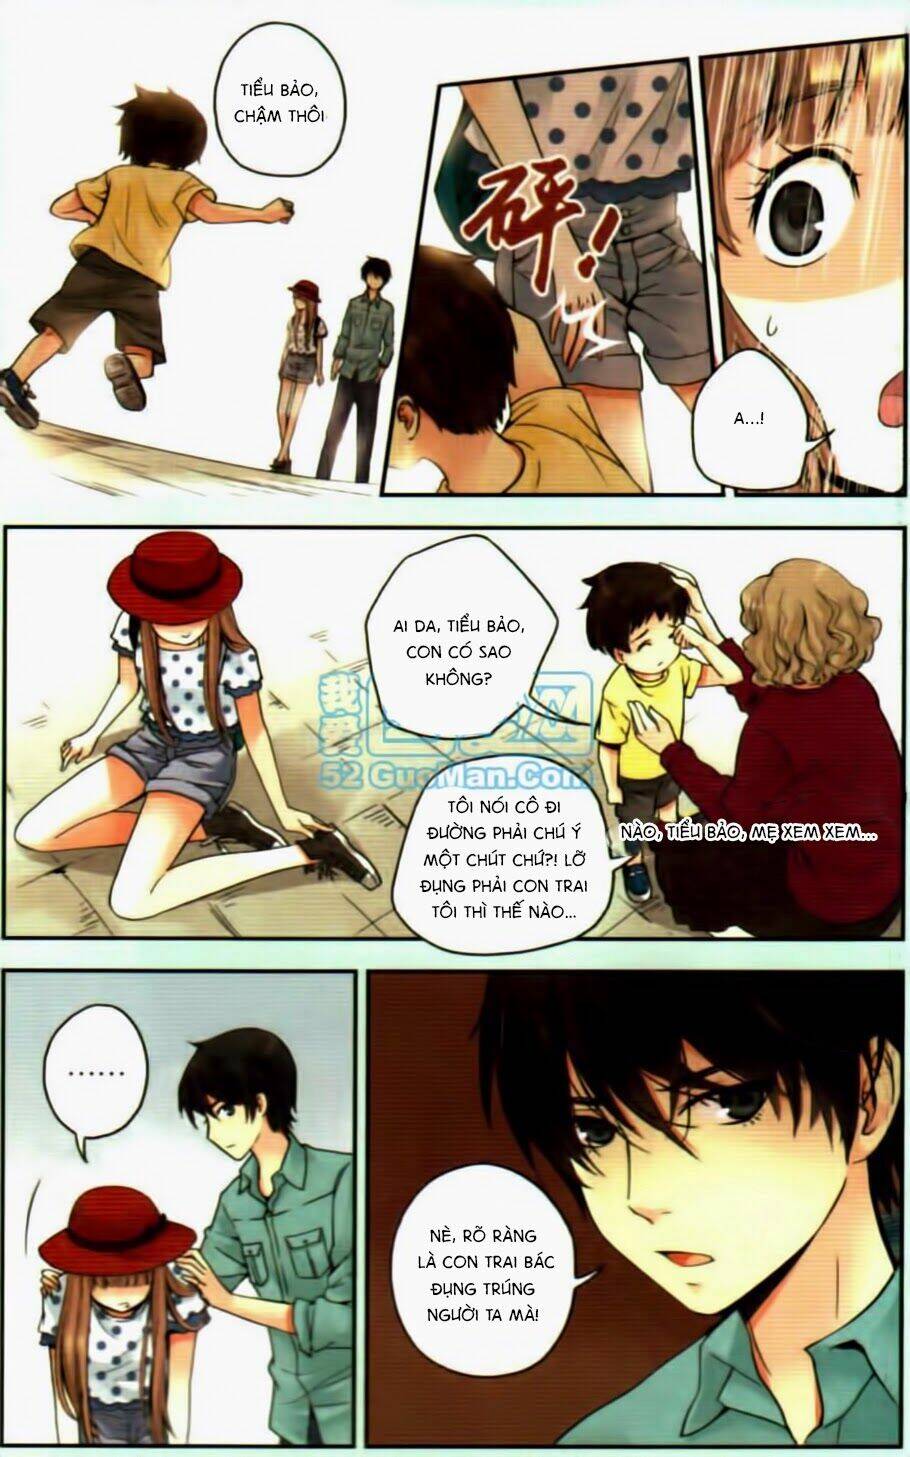 TIỂU BẢO,
CHẬM THÔI
砰!
A...!
AI DA, TIỂU BẢO,
CON CÓ SAO
KHÔNG?
我爱
网
52 GuoMan.Com
TÔI NÓI CÔ ĐI
ĐƯỜNG PHẢI CHÚ Ý
MỘT CHÚT CHỨ?! LỠ
ĐỤNG PHẢI CON TRAI
TÔI THÌ THẾ NÀO...
NÀO, TIỂU BẢO, MẸ XEM XEM...
......
NÈ, RÕ RÀNG
LÀ CON TRAI BÁC
ĐỤNG TRÚNG
NGƯỜI TA MÀ!